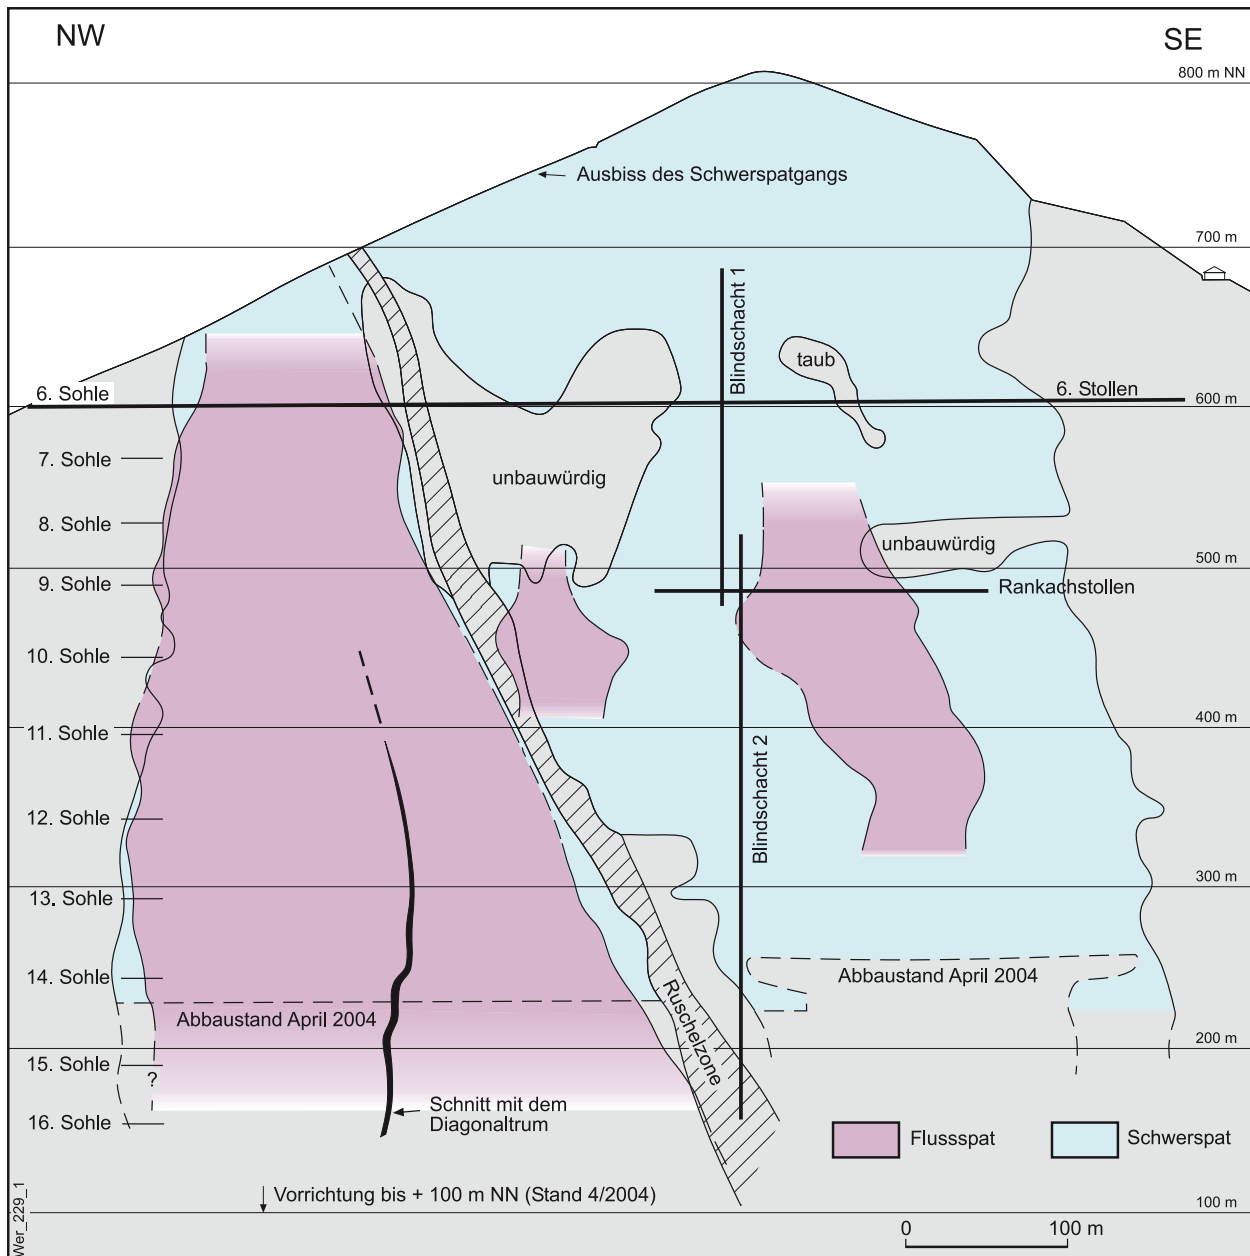 NW
SE
800 m NN
Ausbiss des Schwerspatgangs
700 m
Blindschacht 1
taub
6. Sohle
6. Stollen
600 m
7. Sohle
unbauwürdig
8. Sohle
unbauwürdig
500 m
9. Sohle
Rankachstollen
10. Sohle
11. Sohle
400 m
Blindschacht 2
12. Sohle
300 m
13. Sohle
14. Sohle
Abbaustand April 2004
Abbaustand April 2004
Ruschelzone
200 m
15. Sohle
?
Schnitt mit dem
Diagonaltrum
16. Sohle
Flussspat
Schwerspat
Vorrichtung bis + 100 m NN (Stand 4/2004)
100 m
0
100 m
Wer_229_1